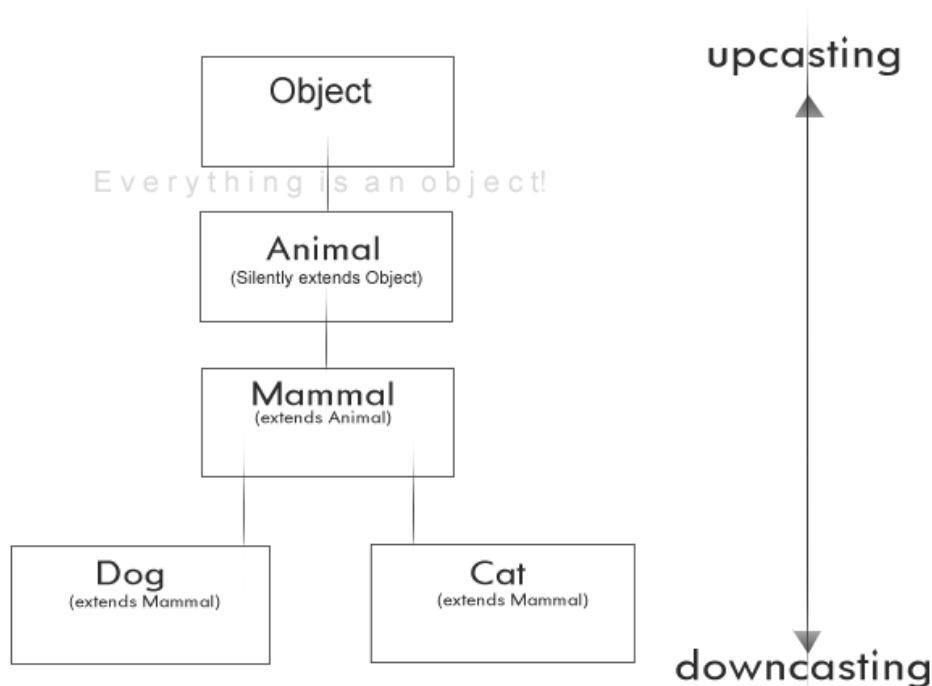 upcasting
Object
Everything is an object!
Animal
(Silently extends Object)
Mammal
(extends Animal)
Dog
(extends Mammal)
Cat
(extends Mammal)
downcasting